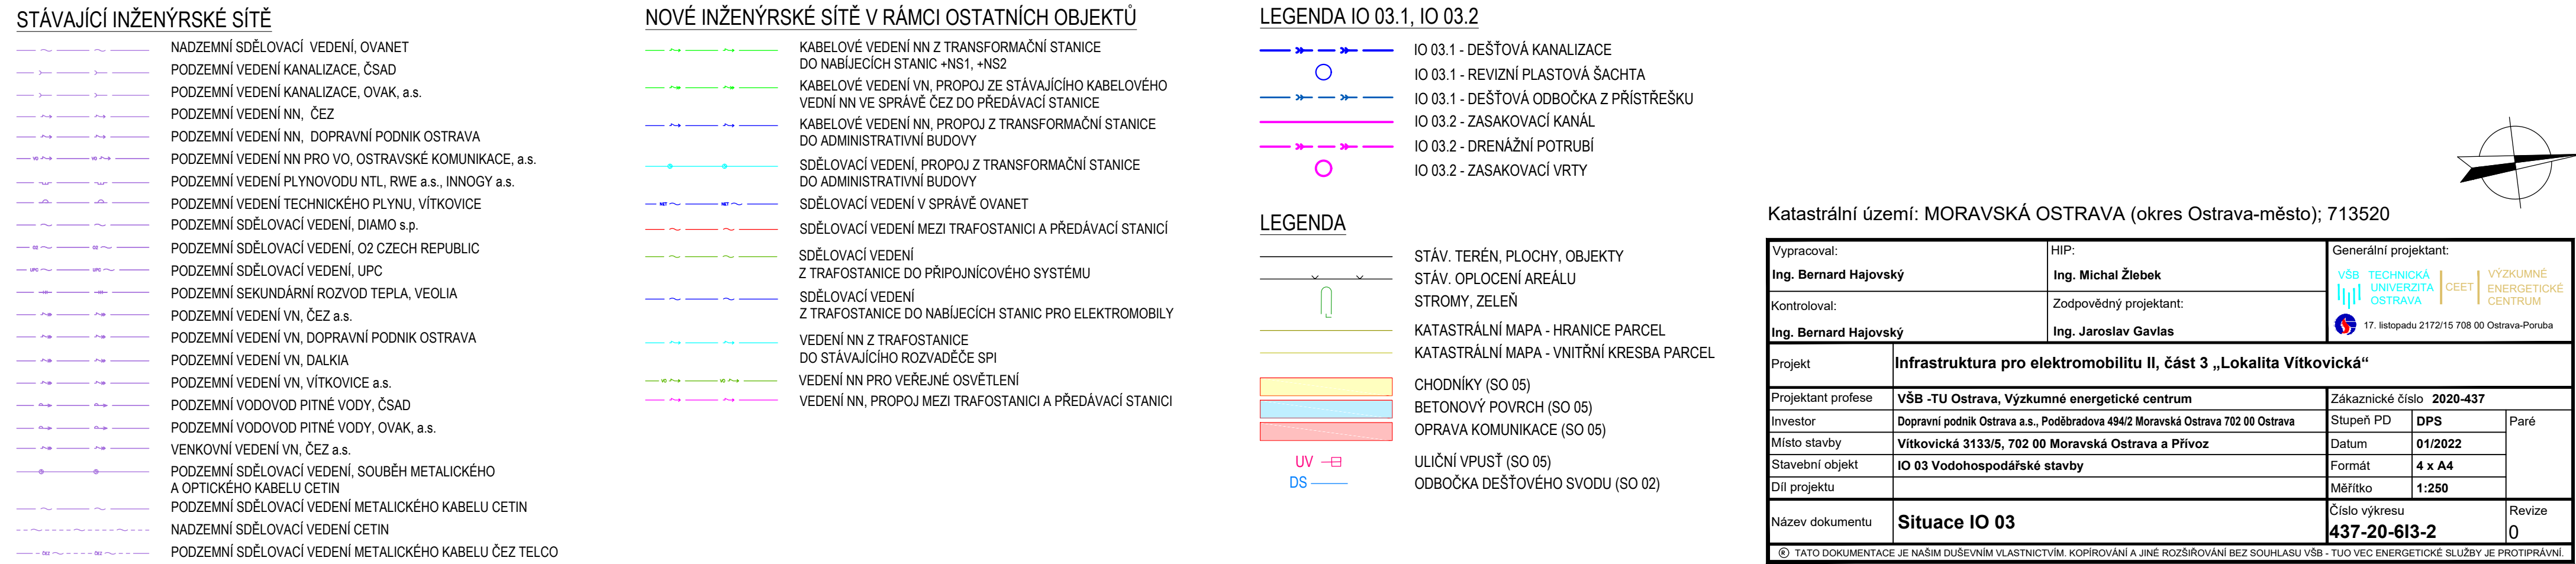 STÁVAJÍCÍ INŽENÝRSKÉ SÍTĚ
NADZEMNÍ SDĚLOVACÍ VEDENÍ, OVANET
PODZEMNÍ VEDENÍ KANALIZACE, ČSAD
PODZEMNÍ VEDENÍ KANALIZACE, OVAK, a.s.
PODZEMNÍ VEDENÍ NN, ČEZ
PODZEMNÍ VEDENÍ NN, DOPRAVNÍ PODNIK OSTRAVA
VO VO PODZEMNÍ VEDENÍ NN PRO VO, OSTRAVSKÉ KOMUNIKACE, a.s.
PODZEMNÍ VEDENÍ PLYNOVODU NTL, RWE a.s., INNOGY a.s.
PODZEMNÍ VEDENÍ TECHNICKÉHO PLYNU, VÍTKOVICE
PODZEMNÍ SDĚLOVACÍ VEDENÍ, DIAMO s.p.
O2 O2 PODZEMNÍ SDĚLOVACÍ VEDENÍ, O2 CZECH REPUBLIC
UPC UPC PODZEMNÍ SDĚLOVACÍ VEDENÍ, UPC
PODZEMNÍ SEKUNDÁRNÍ ROZVOD TEPLA, VEOLIA
PODZEMNÍ VEDENÍ VN, ČEZ a.s.
PODZEMNÍ VEDENÍ VN, DOPRAVNÍ PODNIK OSTRAVA
PODZEMNÍ VEDENÍ VN, DALKIA
PODZEMNÍ VEDENÍ VN, VÍTKOVICE a.s.
PODZEMNÍ VODOVOD PITNÉ VODY, ČSAD
PODZEMNÍ VODOVOD PITNÉ VODY, OVAK, a.s.
VENKOVNÍ VEDENÍ VN, ČEZ a.s.
PODZEMNÍ SDĚLOVACÍ VEDENÍ, SOUBĚH METALICKÉHO
A OPTICKÉHO KABELU CETIN
PODZEMNÍ SDĚLOVACÍ VEDENÍ METALICKÉHO KABELU CETIN
NADZEMNÍ SDĚLOVACÍ VEDENÍ CETIN
PODZEMNÍ SDĚLOVACÍ VEDENÍ METALICKÉHO KABELU ČEZ TELCO
NOVÉ INŽENÝRSKÉ SÍTĚ V RÁMCI OSTATNÍCH OBJEKTŮ
KABELOVÉ VEDENÍ NN Z TRANSFORMAČNÍ STANICE
DO NABÍJECÍCH STANIC +NS1, +NS2
KABELOVÉ VEDENÍ VN, PROPOJ ZE STÁVAJÍCÍHO KABELOVÉHO
VEDNÍ NN VE SPRÁVĚ ČEZ DO PŘEDÁVACÍ STANICE
KABELOVÉ VEDENÍ NN, PROPOJ Z TRANSFORMAČNÍ STANICE
DO ADMINISTRATIVNÍ BUDOVY
SDĚLOVACÍ VEDENÍ, PROPOJ Z TRANSFORMAČNÍ STANICE
DO ADMINISTRATIVNÍ BUDOVY
NET NET SDĚLOVACÍ VEDENÍ V SPRÁVĚ OVANET
SDĚLOVACÍ VEDENÍ MEZI TRAFOSTANICI A PŘEDÁVACÍ STANICÍ
SDĚLOVACÍ VEDENÍ
Z TRAFOSTANICE DO PŘIPOJNÍCOVÉHO SYSTÉMU
SDĚLOVACÍ VEDENÍ
Z TRAFOSTANICE DO NABÍJECÍCH STANIC PRO ELEKTROMOBILY
VEDENÍ NN Z TRAFOSTANICE
DO STÁVAJÍCÍHO ROZVADĚČE SPI
VO VO VEDENÍ NN PRO VEŘEJNÉ OSVĚTLENÍ
VEDENÍ NN, PROPOJ MEZI TRAFOSTANICI A PŘEDÁVACÍ STANICI
LEGENDA IO 03.1, IO 03.2
IO 03.1 - DEŠŤOVÁ KANALIZACE
IO 03.1 - REVIZNÍ PLASTOVÁ ŠACHTA
IO 03.1 - DEŠŤOVÁ ODBOČKA Z PŘÍSTŘEŠKU
IO 03.2 - ZASAKOVACÍ KANÁL
IO 03.2 - DRENÁŽNÍ POTRUBÍ
IO 03.2 - ZASAKOVACÍ VRTY
LEGENDA
STÁV. TERÉN, PLOCHY, OBJEKTY
STÁV. OPLOCENÍ AREÁLU
STROMY, ZELEŇ
KATASTRÁLNÍ MAPA - HRANICE PARCEL
KATASTRÁLNÍ MAPA - VNITŘNÍ KRESBA PARCEL
CHODNÍKY (SO 05)
BETONOVÝ POVRCH (SO 05)
OPRAVA KOMUNIKACE (SO 05)
UV ULIČNÍ VPUSŤ (SO 05)
DS ODBOČKA DEŠŤOVÉHO SVODU (SO 02)
Katastrální území: MORAVSKÁ OSTRAVA (okres Ostrava-město); 713520
Vypracoval:
Ing. Bernard Hajovský
HIP:
Ing. Michal Žlebek
Kontroloval:
Ing. Bernard Hajovský
Zodpovědný projektant:
Ing. Jaroslav Gavlas
Generální projektant:
VŠB TECHNICKÁ
UNIVERZITA
OSTRAVA
CEET
VÝZKUMNÉ
ENERGETICKÉ
CENTRUM
17. listopadu 2172/15 708 00 Ostrava-Poruba
Projekt Infrastruktura pro elektromobilitu II, část 3 „Lokalita Vítkovická“
Projektant profese VŠB -TU Ostrava, Výzkumné energetické centrum
Zakáznické číslo 2020-437
Investor Dopravní podnik Ostrava a.s., Poděbradova 494/2 Moravská Ostrava 702 00 Ostrava
Stupeň PD DPS
Paré
Místo stavby Vítkovická 3133/5, 702 00 Moravská Ostrava a Přívoz
Datum 01/2022
Stavební objekt IO 03 Vodohospodářské stavby
Formát 4 x A4
Díl projektu
Měřítko 1:250
Název dokumentu Situace IO 03
Číslo výkresu
437-20-6I3-2
Revize
0
® TATO DOKUMENTACE JE NAŠIM DUŠEVNÍM VLASTNICTVÍM. KOPÍROVÁNÍ A JINÉ ROZŠIŘOVÁNÍ BEZ SOUHLASU VŠB - TUO VEC ENERGETICKÉ SLUŽBY JE PROTIPRÁVNÍ.